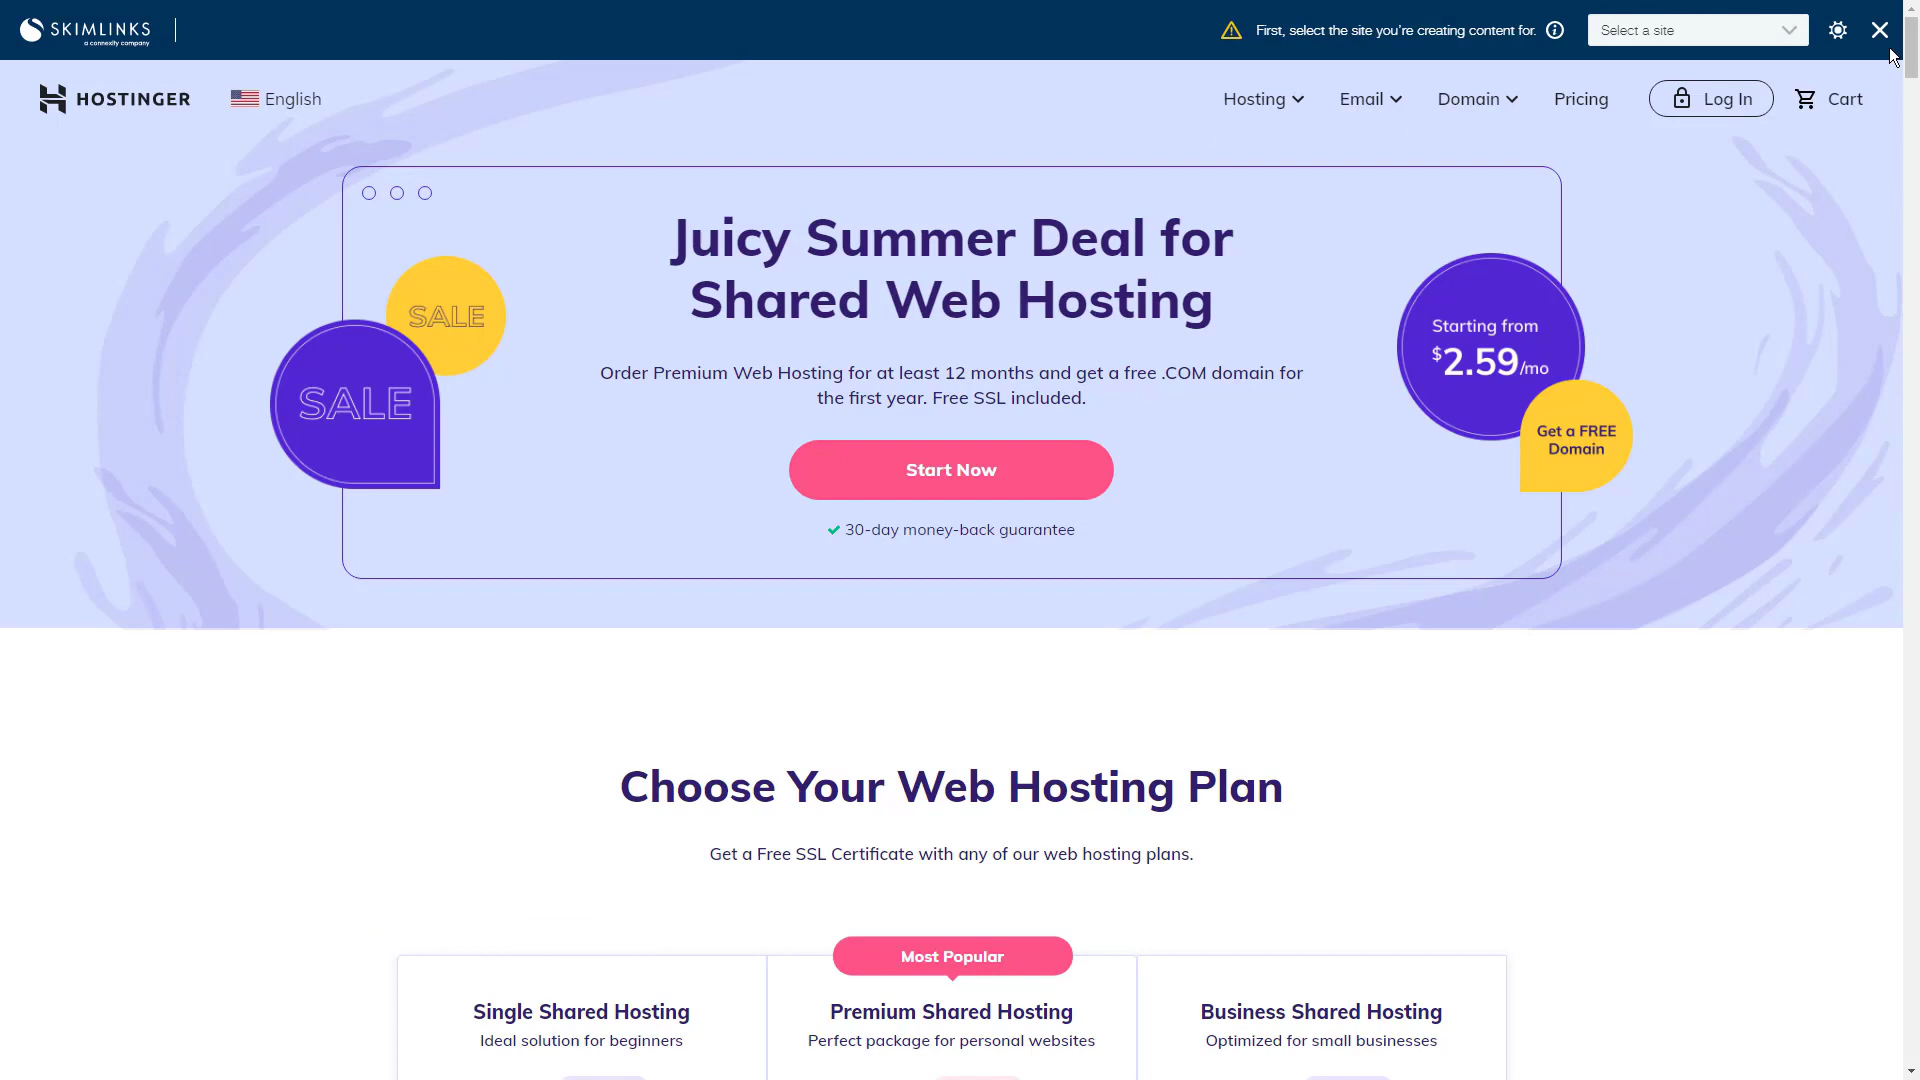 SKIMLINKS
a connexity company
First, select the site you're creating content for.
Select a site
HOSTINGER
English
Hosting
Email
Domain
Pricing
Log In
Cart
Juicy Summer Deal for
Shared Web Hosting
SALE
SALE
Order Premium Web Hosting for at least 12 months and get a free .COM domain for
the first year. Free SSL included.
Start Now
30-day money-back guarantee
Starting from
$2.59/mo
Get a FREE
Domain
Choose Your Web Hosting Plan
Get a Free SSL Certificate with any of our web hosting plans.
Most Popular
Single Shared Hosting
Ideal solution for beginners
Premium Shared Hosting
Perfect package for personal websites
Business Shared Hosting
Optimized for small businesses